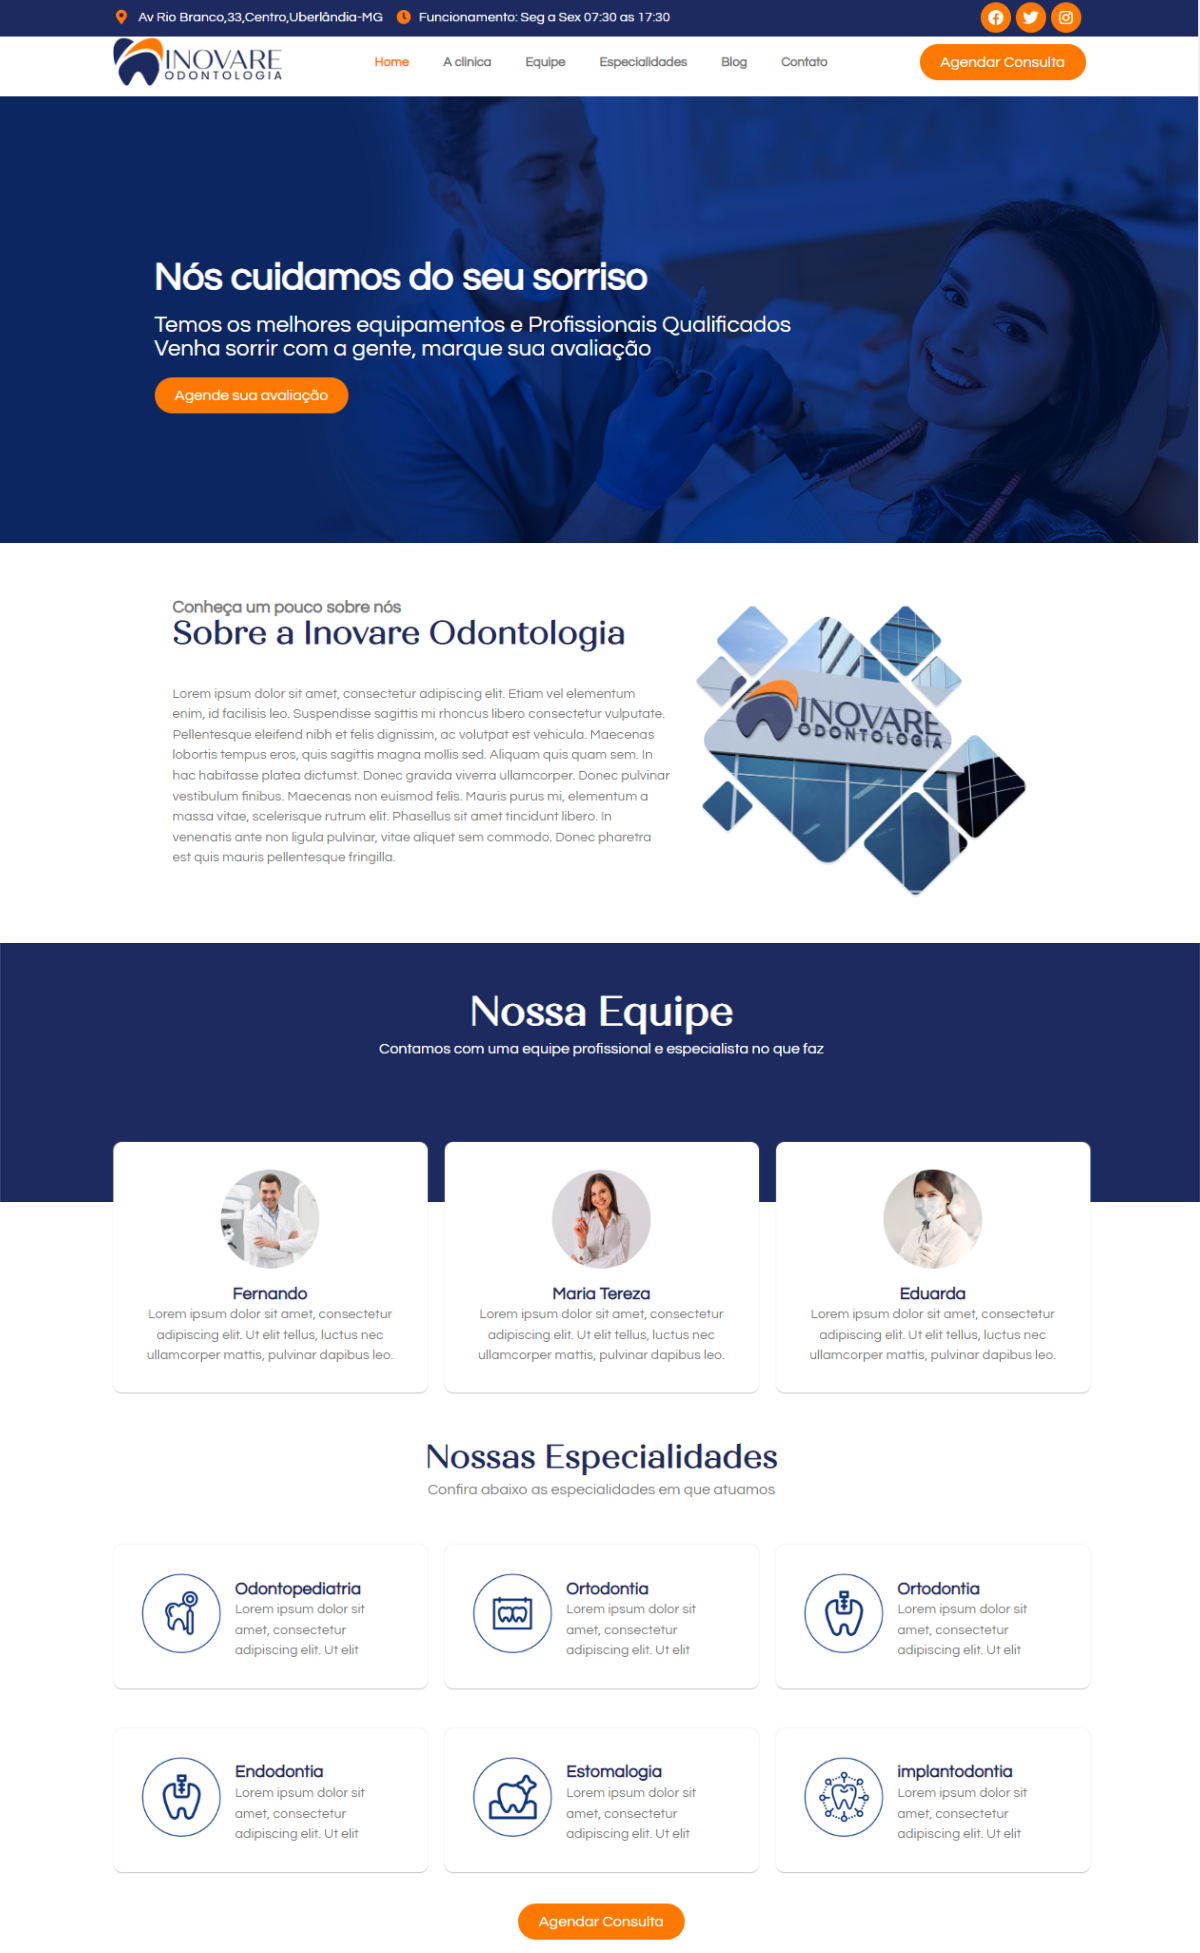 Av Rio Branco,33,Centro,Uberlândia-MG
Funcionamento: Seg a Sex 07:30 as 17:30
INOVARE
ODONTOLOGIA
Home
A clinica
Equipe
Especialidades
Blog
Contato
Agendar Consulta
Nós cuidamos do seu sorriso
Temos os melhores equipamentos e Profissionais Qualificados
Venha sorrir com a gente, marque sua avaliação
Agende sua avaliação
Conheça um pouco sobre nós
Sobre a Inovare Odontologia
Lorem ipsum dolor sit amet, consectetur adipiscing elit. Etiam vel elementum
enim, id facilisis leo. Suspendisse sagittis mi rhoncus libero consectetur vulputate.
Pellentesque eleifend nibh et felis dignissim, ac volutpat est vehicula. Maecenas
lobortis tempus eros, quis sagittis magna mollis sed. Aliquam quis quam sem. In
hac habitasse platea dictumst. Donec gravida viverra ullamcorper. Donec pulvinar
vestibulum finibus. Maecenas non euismod felis. Mauris purus mi, elementum a
massa vitae, scelerisque rutrum elit. Phasellus sit amet tincidunt libero. In
venenatis ante non ligula pulvinar, vitae aliquet sem commodo. Donec pharetra
est quis mauris pellentesque fringilla.
INOVARE
ODONTOLOGIA
Nossa Equipe
Contamos com uma equipe profissional e especialista no que faz
Fernando
Lorem ipsum dolor sit amet, consectetur
adipiscing elit. Ut elit tellus, luctus nec
ullamcorper mattis, pulvinar dapibus leo.
Maria Tereza
Lorem ipsum dolor sit amet, consectetur
adipiscing elit. Ut elit tellus, luctus nec
ullamcorper mattis, pulvinar dapibus leo.
Eduarda
Lorem ipsum dolor sit amet, consectetur
adipiscing elit. Ut elit tellus, luctus nec
ullamcorper mattis, pulvinar dapibus leo.
Nossas Especialidades
Confira abaixo as especialidades em que atuamos
Odontopediatria
Lorem ipsum dolor sit
amet, consectetur
adipiscing elit. Ut elit
Ortodontia
Lorem ipsum dolor sit
amet, consectetur
adipiscing elit. Ut elit
Ortodontia
Lorem ipsum dolor sit
amet, consectetur
adipiscing elit. Ut elit
Endodontia
Lorem ipsum dolor sit
amet, consectetur
adipiscing elit. Ut elit
Estomalogia
Lorem ipsum dolor sit
amet, consectetur
adipiscing elit. Ut elit
implantodontia
Lorem ipsum dolor sit
amet, consectetur
adipiscing elit. Ut elit
Agendar Consulta